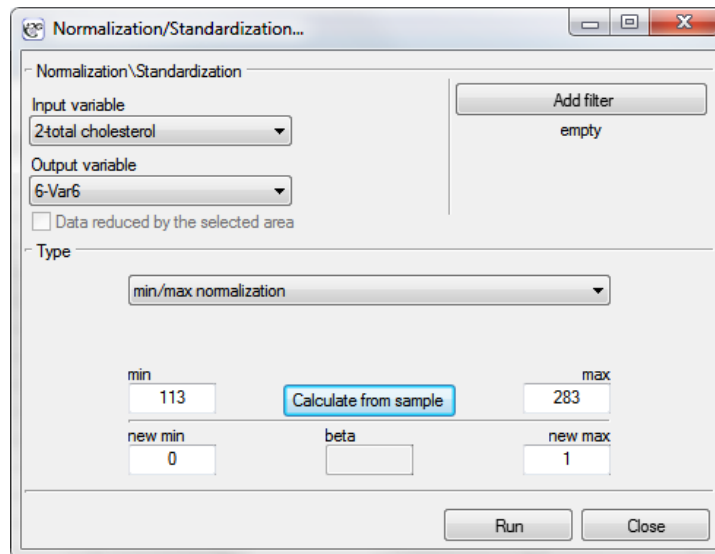 Normalization/Standardization...
Normalization\Standardization
Input variable
2-total cholesterol
Add filter
empty
Output variable
6-Var6
Data reduced by the selected area
Type
min/max normalization
min
max
113
Calculate from sample
283
new min
beta
new max
0
1
Run
Close